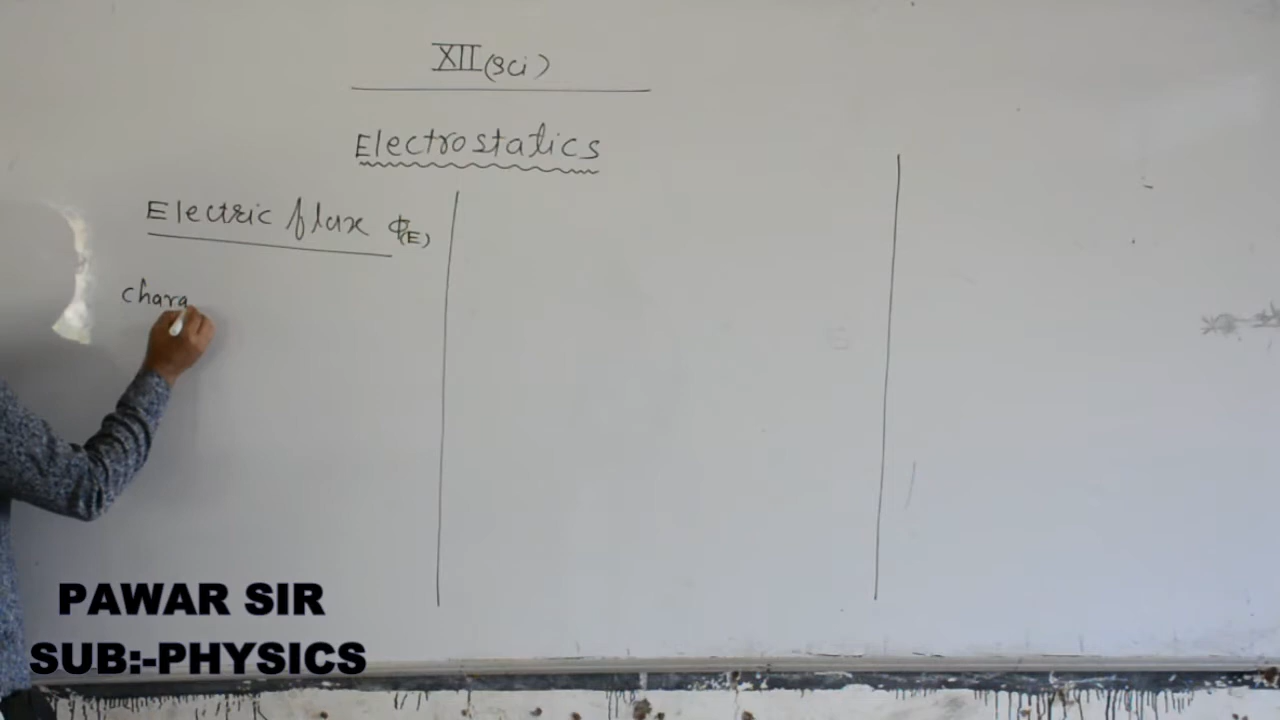 XII (Sci)
Electrostatics
Electric flux Φ(E)
chara
PAWAR SIR
SUB:-PHYSICS